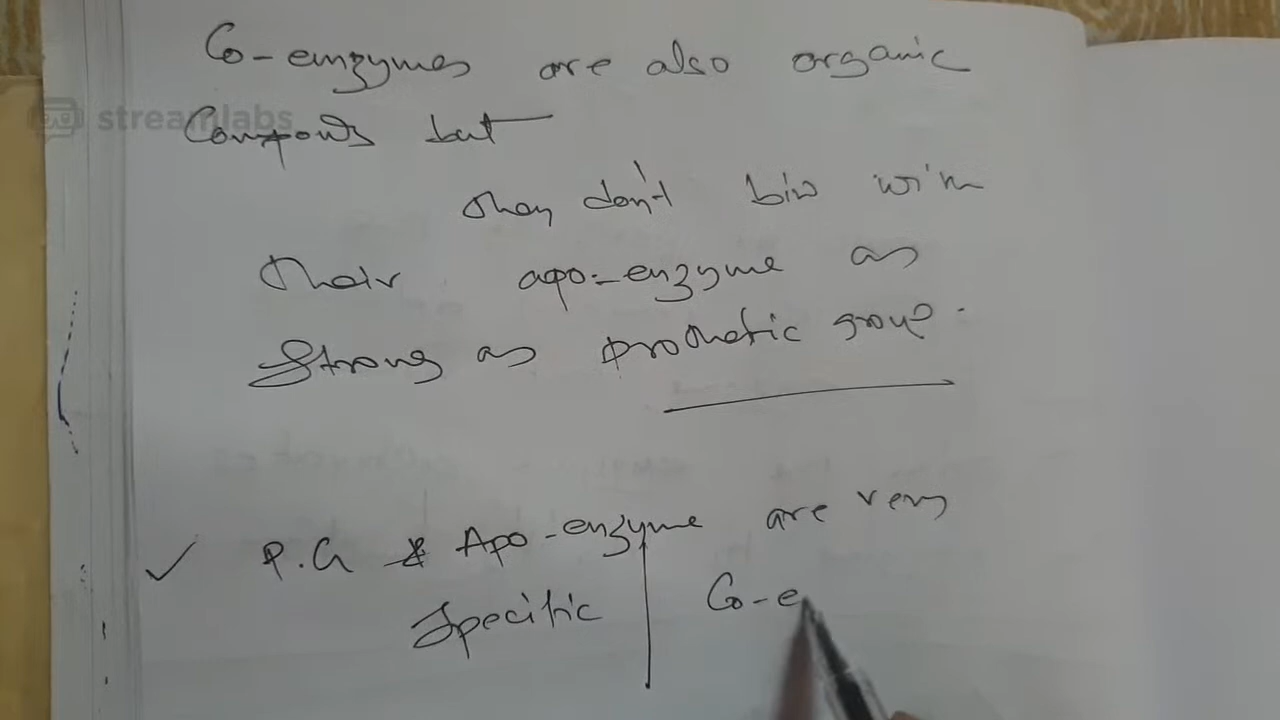 Co-enzymes are also organic
streamlabs
Compounds but
they don't bind with
their apo-enzyme as
strong as prosthetic group.
P.G & Apo-enzyme are very
specific | Co-e